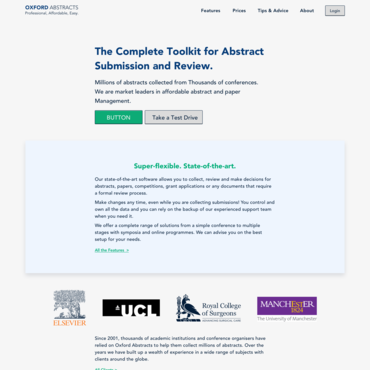 OXFORD ABSTRACTS
Professional. Affordable. Easy.
Features Prices Tips & Advice About Login
The Complete Toolkit for Abstract
Submission and Review.
Millions of abstracts collected from Thousands of conferences.
We are market leaders in affordable abstract and paper
Management.
BUTTON Take a Test Drive
Super-flexible. State-of-the-art.
Our state-of-the-art software allows you to collect, review and make decisions for
abstracts, papers, competitions, grant applications or any documents that require
a formal review process.
Make changes any time, even while you are collecting submissions! You control and
own all the data and you can rely on the backup of our experienced support team
when you need it.
We offer a complete range of solutions from a simple conference to multiple
stages with symposia and online programmes. We can advise you on the best
setup for your needs.
All the Features >
ELSEVIER
UCL
Royal College
of Surgeons
ADVANCING SURGICAL CARE
MANCHESTER
1824
The University of Manchester
Since 2001, thousands of academic institutions and conference organisers have
relied on Oxford Abstracts to help them collect millions of abstracts. Over the
years we have built up a wealth of experience in a wide range of subjects with
clients around the globe.